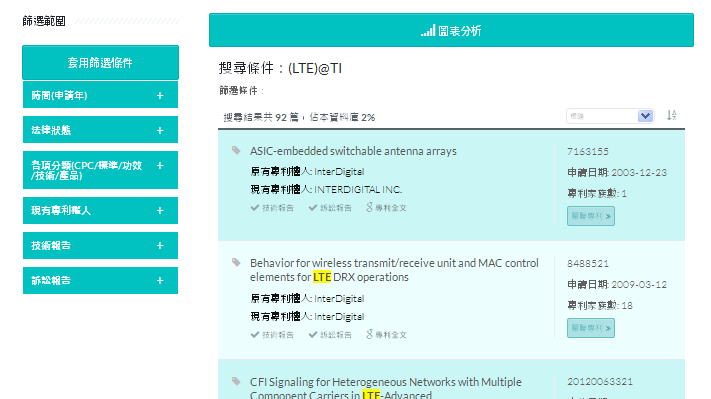 篩選範圍
套用篩選條件
時間(申請年) +
法律狀態 +
各項分類(CPC/標準/功效
/技術/產品) +
現有專利權人 +
技術報告 +
訴訟報告 +
圖表分析
搜尋條件：(LTE)@TI
篩選條件：
搜尋結果共 92 篇，佔本資料庫 2%
標題
ASIC-embedded switchable antenna arrays
原有專利權人: InterDigital
現有專利權人: INTERDIGITAL INC.
技術報告 訴訟報告 專利全文
7163155
申請日期: 2003-12-23
專利家族數: 1
關聯專利 »
Behavior for wireless transmit/receive unit and MAC control
elements for LTE DRX operations
原有專利權人: InterDigital
現有專利權人: InterDigital
技術報告 訴訟報告 專利全文
8488521
申請日期: 2009-03-12
專利家族數: 18
關聯專利 »
CFI Signaling for Heterogeneous Networks with Multiple
Component Carriers in LTE-Advanced
20120063321